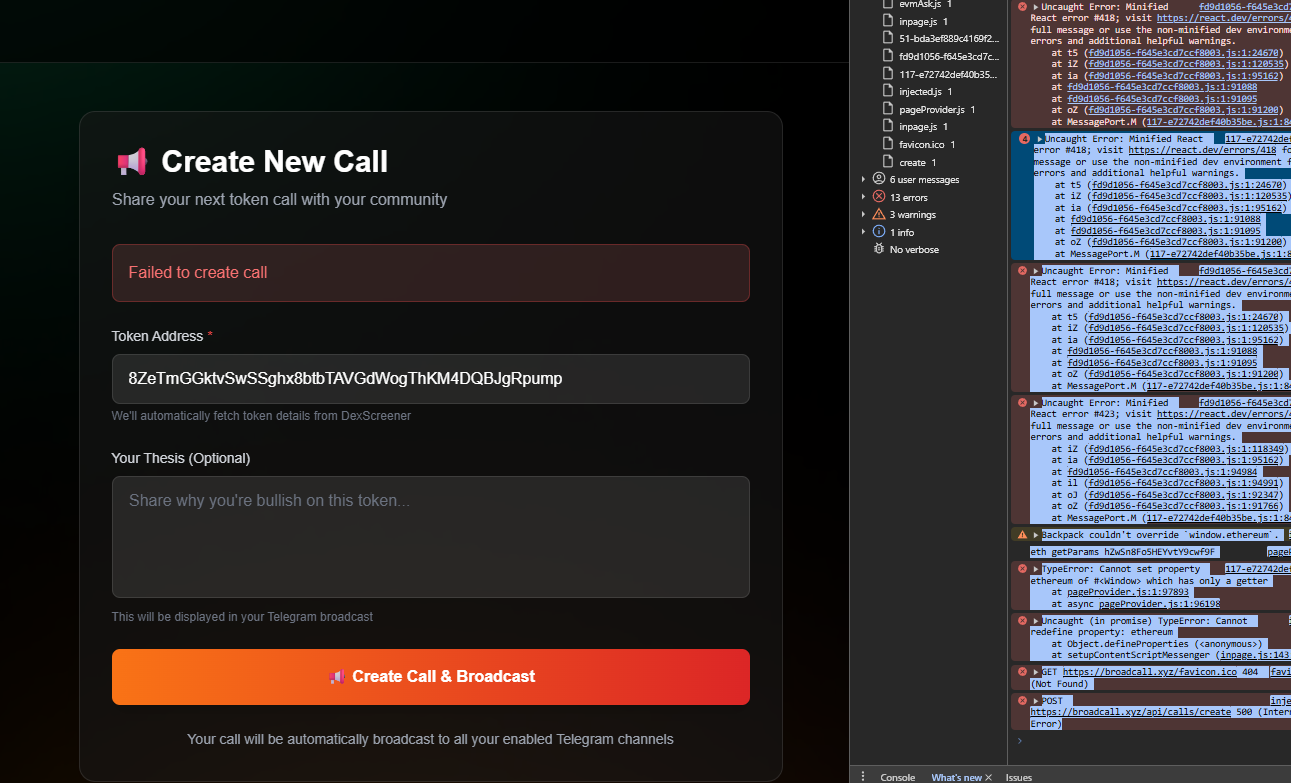 Create New Call
Share your next token call with your community
Failed to create call
Token Address *
8ZeTmGGktvSwSSghx8btbTAVGdWogThKM4DQBJgRpump
We'll automatically fetch token details from DexScreener
Your Thesis (Optional)
Share why you're bullish on this token...
This will be displayed in your Telegram broadcast
Create Call & Broadcast
Your call will be automatically broadcast to all your enabled Telegram channels
evmAsk.js 1
inpage.js 1
51-bda3ef889c4169f2...
fd9d1056-f645e3cd7c...
117-e72742def40b35...
injected.js 1
pageProvider.js 1
inpage.js 1
favicon.ico 1
create 1
6 user messages
13 errors
3 warnings
1 info
No verbose
Uncaught Error: Minified fd9d1056-f645e3cd7
React error #418; visit https://react.dev/errors/4
full message or use the non-minified dev environme
errors and additional helpful warnings.
at t5 (fd9d1056-f645e3cd7ccf8003.js:1:24670)
at iZ (fd9d1056-f645e3cd7ccf8003.js:1:120535)
at ia (fd9d1056-f645e3cd7ccf8003.js:1:95162)
at fd9d1056-f645e3cd7ccf8003.js:1:91088
at fd9d1056-f645e3cd7ccf8003.js:1:91095
at oZ (fd9d1056-f645e3cd7ccf8003.js:1:91200)
at MessagePort.M (117-e72742def40b35be.js:1:84
4 Uncaught Error: Minified React 117-e72742def
error #418; visit https://react.dev/errors/418 fo
message or use the non-minified dev environment f
errors and additional helpful warnings.
at t5 (fd9d1056-f645e3cd7ccf8003.js:1:24670)
at iZ (fd9d1056-f645e3cd7ccf8003.js:1:120535)
at ia (fd9d1056-f645e3cd7ccf8003.js:1:95162)
at fd9d1056-f645e3cd7ccf8003.js:1:91088
at fd9d1056-f645e3cd7ccf8003.js:1:91095
at oZ (fd9d1056-f645e3cd7ccf8003.js:1:91200)
at MessagePort.M (117-e72742def40b35be.js:1:8
Uncaught Error: Minified fd9d1056-f645e3cd7
React error #418; visit https://react.dev/errors/4
full message or use the non-minified dev environme
errors and additional helpful warnings.
at t5 (fd9d1056-f645e3cd7ccf8003.js:1:24670)
at iZ (fd9d1056-f645e3cd7ccf8003.js:1:120535)
at ia (fd9d1056-f645e3cd7ccf8003.js:1:95162)
at fd9d1056-f645e3cd7ccf8003.js:1:91088
at fd9d1056-f645e3cd7ccf8003.js:1:91095
at oZ (fd9d1056-f645e3cd7ccf8003.js:1:91200)
at MessagePort.M (117-e72742def40b35be.js:1:84
Uncaught Error: Minified fd9d1056-f645e3cd7
React error #423; visit https://react.dev/errors/4
full message or use the non-minified dev environme
errors and additional helpful warnings.
at iZ (fd9d1056-f645e3cd7ccf8003.js:1:118349)
at ia (fd9d1056-f645e3cd7ccf8003.js:1:95162)
at fd9d1056-f645e3cd7ccf8003.js:1:94984
at il (fd9d1056-f645e3cd7ccf8003.js:1:94991)
at oJ (fd9d1056-f645e3cd7ccf8003.js:1:92347)
at oZ (fd9d1056-f645e3cd7ccf8003.js:1:91766)
at MessagePort.M (117-e72742def40b35be.js:1:84
Backpack couldn't override `window.ethereum`.
eth getParams hZwSn8Fo5HEYvtY9cwf9F pageP
TypeError: Cannot set property 117-e72742def
ethereum of #<Window> which has only a getter
at pageProvider.js:1:97893
at async pageProvider.js:1:96198
Uncaught (in promise) TypeError: Cannot
redefine property: ethereum
at Object.defineProperties (<anonymous>)
at setupContentScriptMessenger (inpage.js:143
GET https://broadcall.xyz/favicon.ico 404 favi
(Not Found)
POST inje
https://broadcall.xyz/api/calls/create 500 (Inter
Error)
Console What's new Issues